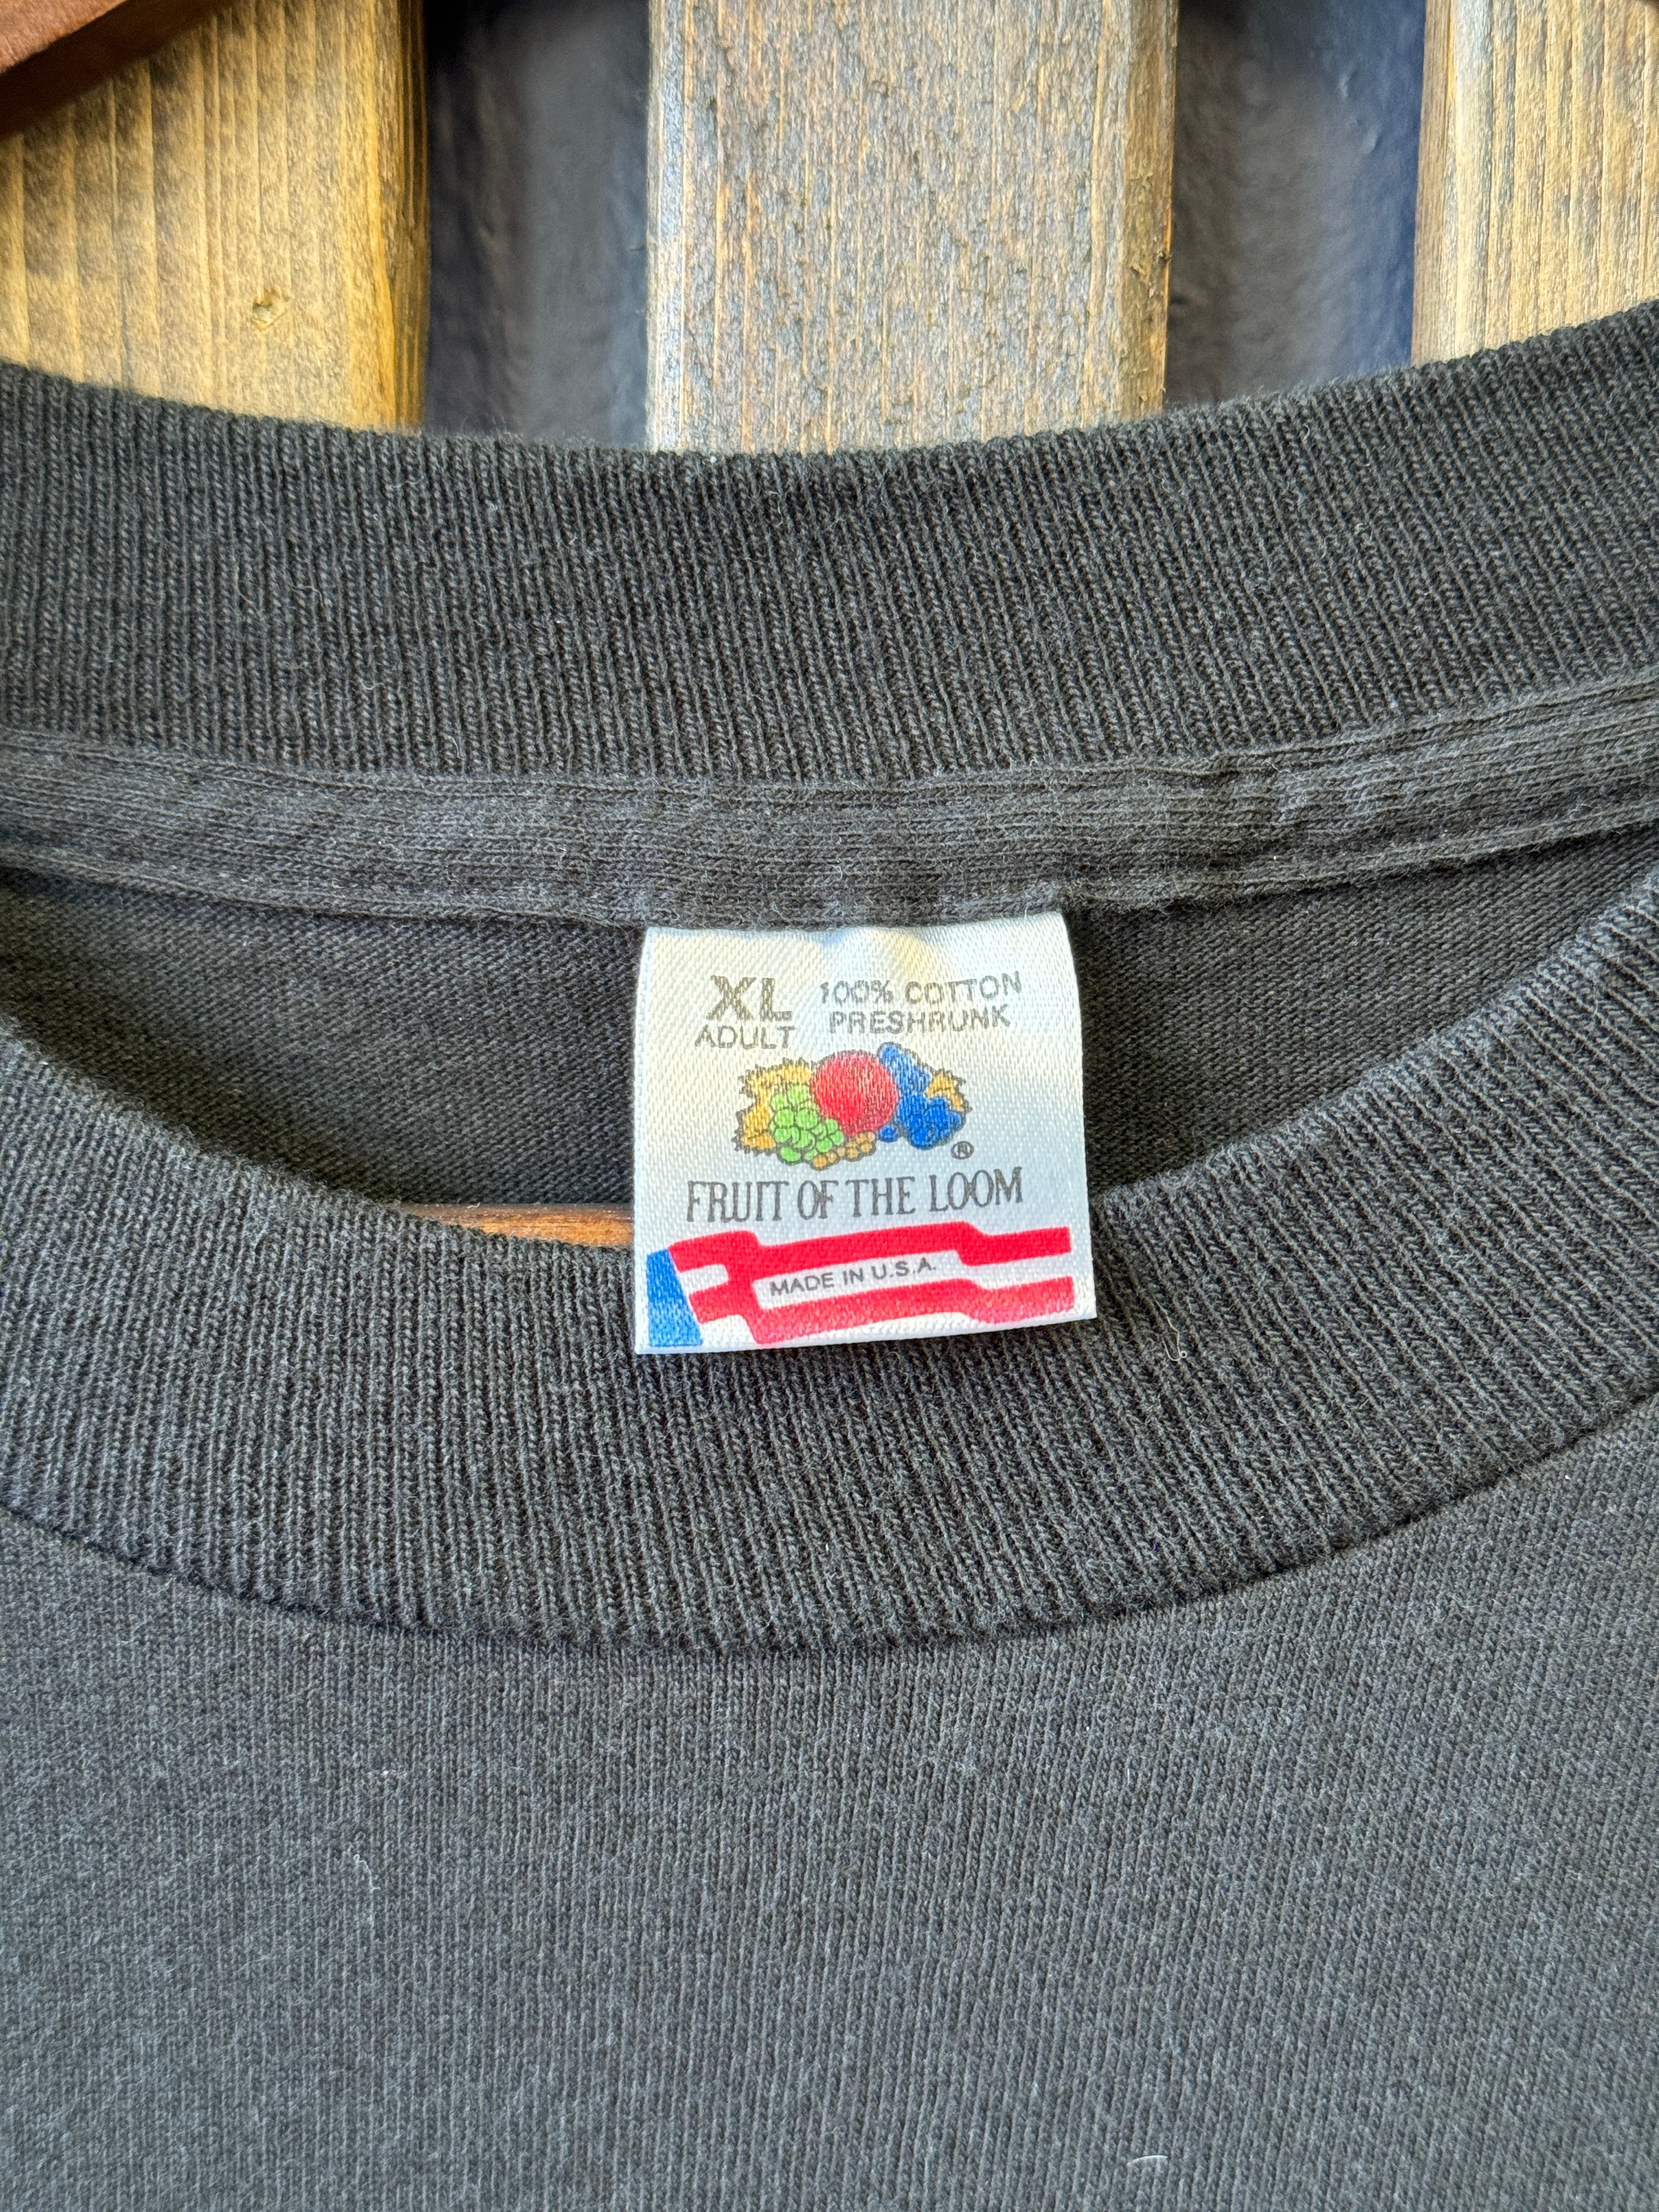 XL 100% COTTON
ADULT PRESHRUNK
®
FRUIT OF THE LOOM
MADE IN U.S.A.